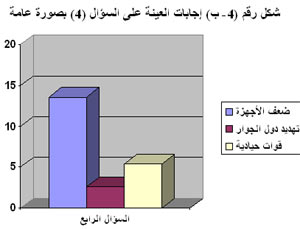 شكل رقم (4- ب) إجابات العينة على السؤال (4) بصورة عامة
20
15
10
5
0
ضعف الأجهزة
تهديد دول الجوار
قوات حيادية
السؤال الرابع